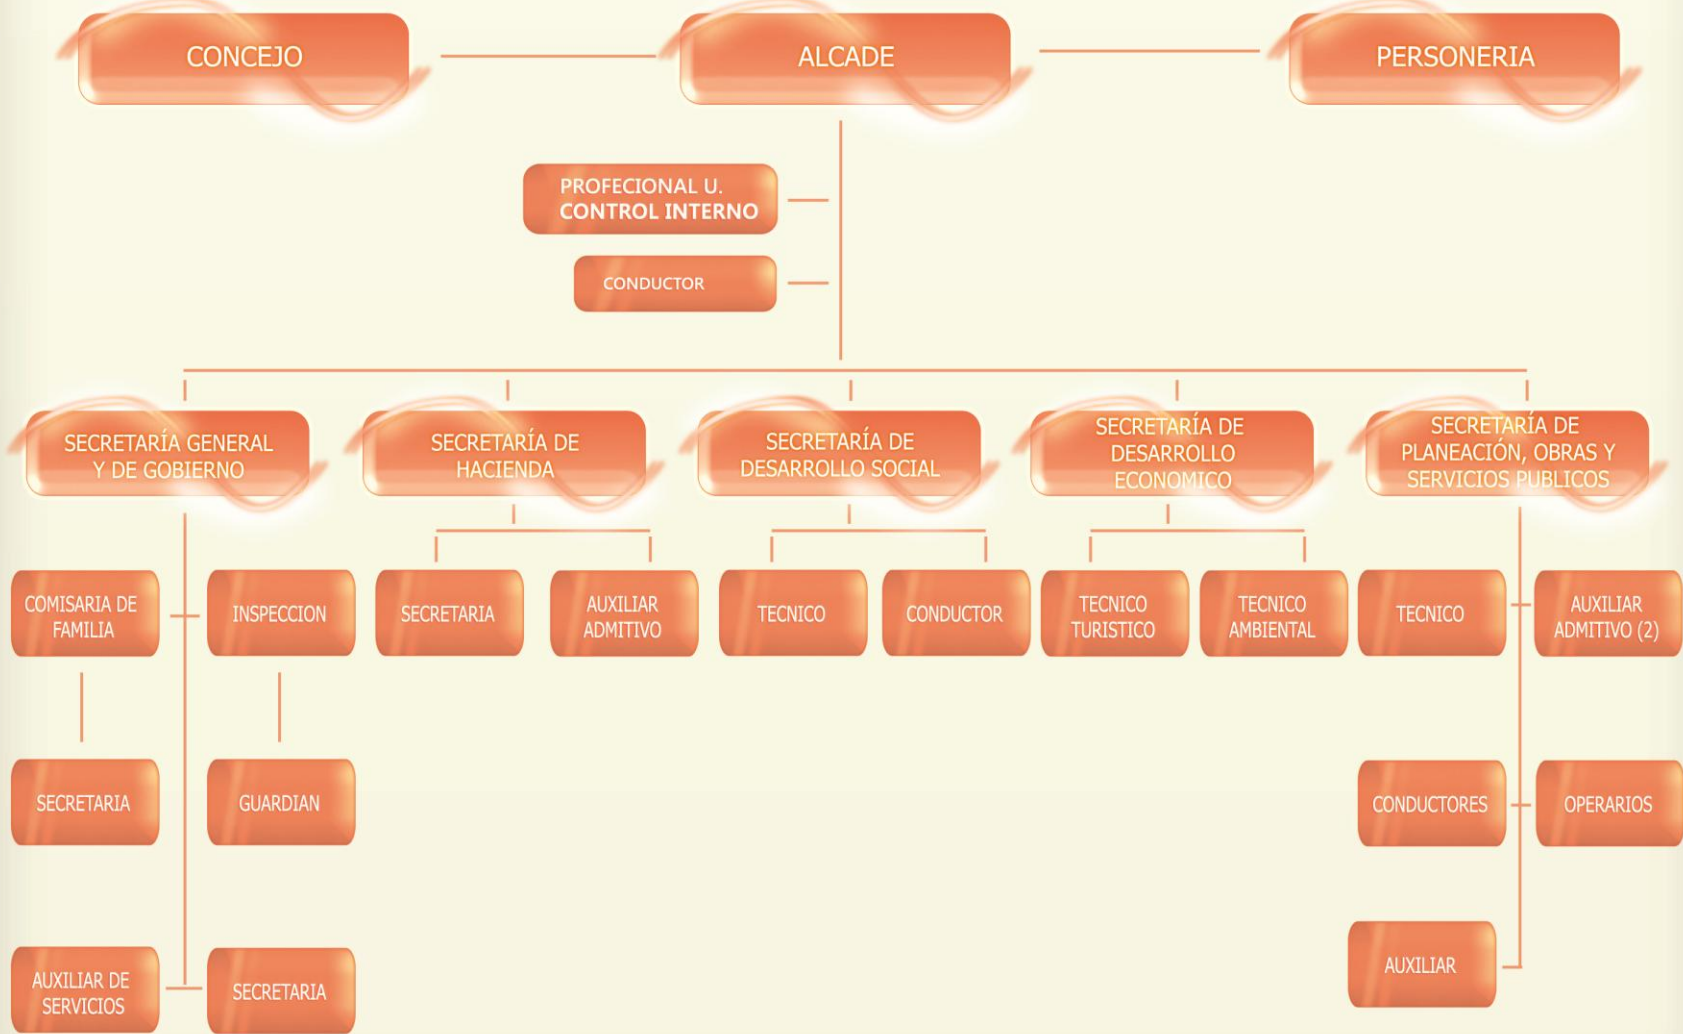 CONCEJO
ALCADE
PERSONERIA
PROFECIONAL U.
CONTROL INTERNO
CONDUCTOR
SECRETARÍA GENERAL
Y DE GOBIERNO
SECRETARÍA DE
HACIENDA
SECRETARÍA DE
DESARROLLO SOCIAL
SECRETARÍA DE
DESARROLLO
ECONOMICO
SECRETARÍA DE
PLANEACIÓN, OBRAS Y
SERVICIOS PUBLICOS
COMISARIA DE
FAMILIA
INSPECCION
SECRETARIA
AUXILIAR
ADMITIVO
TECNICO
CONDUCTOR
TECNICO
TURISTICO
TECNICO
AMBIENTAL
TECNICO
AUXILIAR
ADMITIVO (2)
SECRETARIA
GUARDIAN
CONDUCTORES
OPERARIOS
AUXILIAR DE
SERVICIOS
SECRETARIA
AUXILIAR